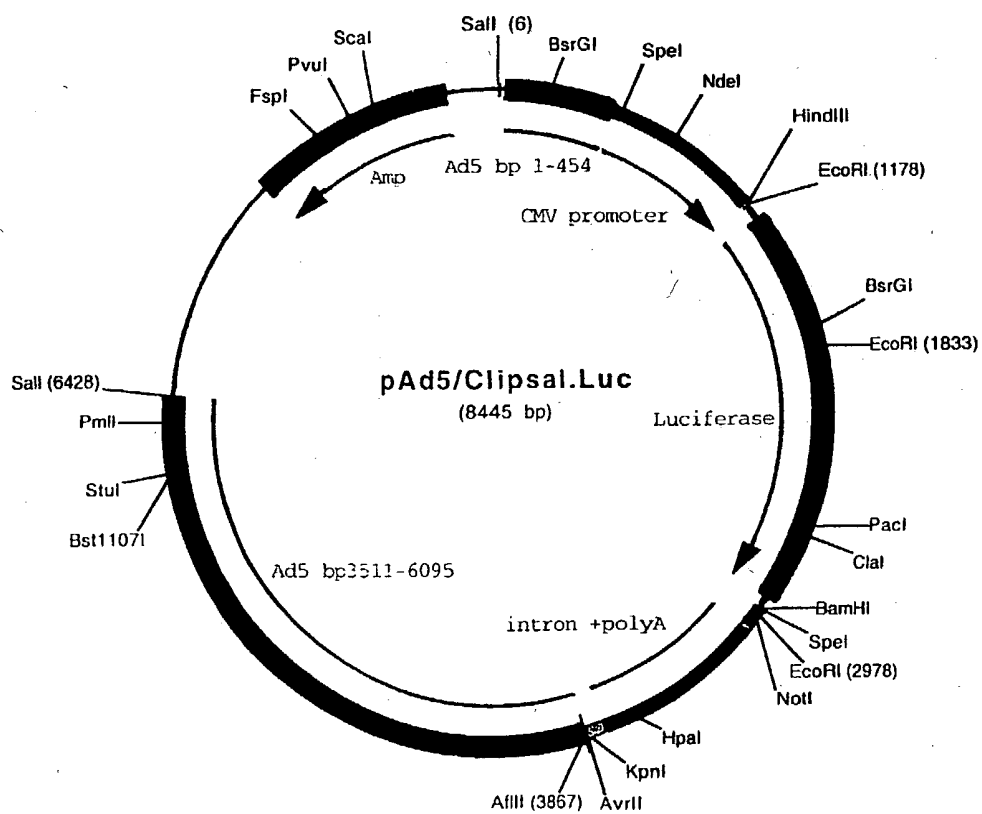 SalI (6)
BsrGI
SpeI
NdeI
HindIII
EcoRI (1178)
BsrGI
EcoRI (1833)
PacI
ClaI
BamHI
SpeI
EcoRI (2978)
NotI
HpaI
KpnI
AvrII
AflII (3867)
Bst1107I
StuI
PmlI
SalI (6428)
FspI
PvuI
ScaI
Amp
Ad5 bp 1-454
CMV promoter
Luciferase
intron +polyA
Ad5 bp3511-6095
pAd5/Clipsal.Luc
(8445 bp)